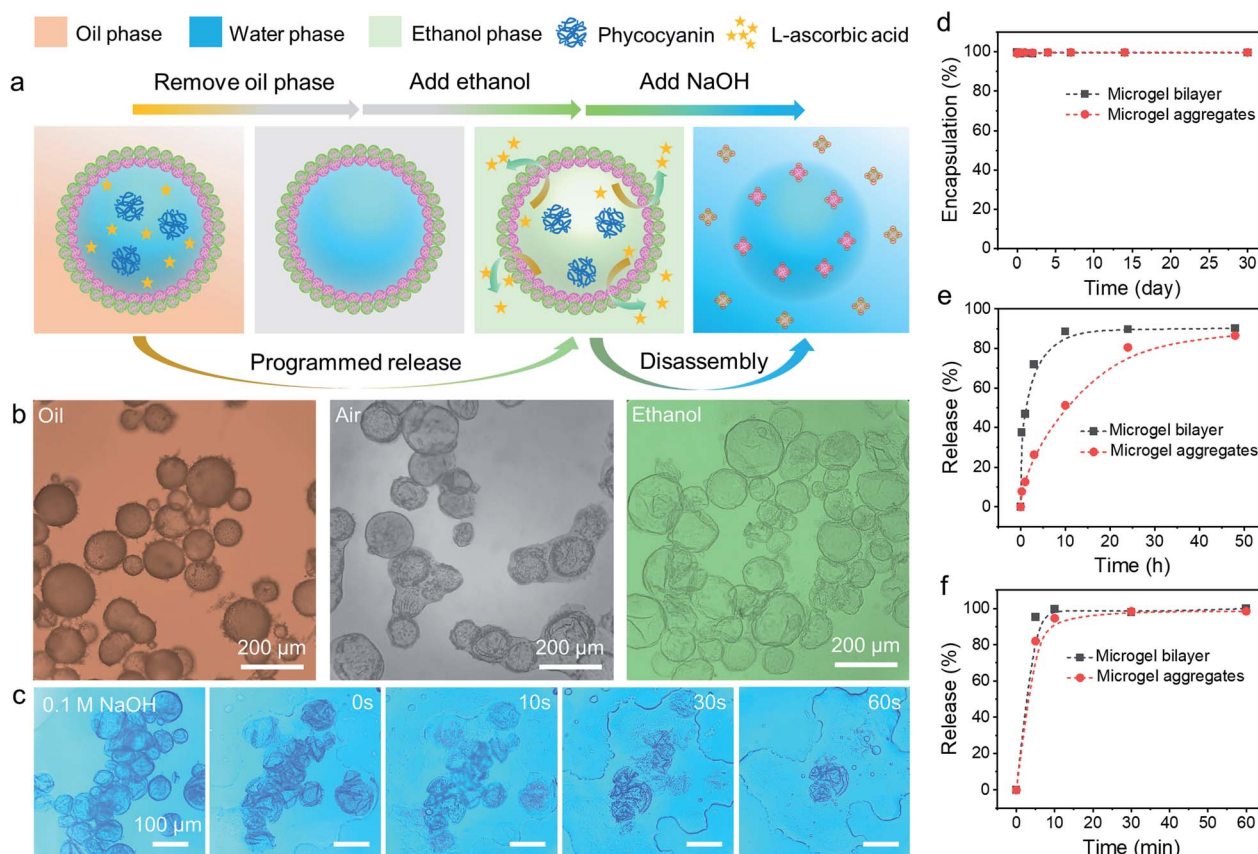 Oil phase
Water phase
Ethanol phase
Phycocyanin
L-ascorbic acid
a
Remove oil phase
Add ethanol
Add NaOH
Programmed release
Disassembly
b
Oil
200 µm
Air
200 µm
Ethanol
200 µm
c
0.1 M NaOH
100 µm
0s
10s
30s
60s
d
Encapsulation (%)
100
80
60
40
20
0
Microgel bilayer
Microgel aggregates
0 5 10 15 20 25 30
Time (day)
e
Release (%)
100
80
60
40
20
0
Microgel bilayer
Microgel aggregates
0 10 20 30 40 50
Time (h)
f
Release (%)
100
80
60
40
20
0
Microgel bilayer
Microgel aggregates
0 10 20 30 40 50 60
Time (min)